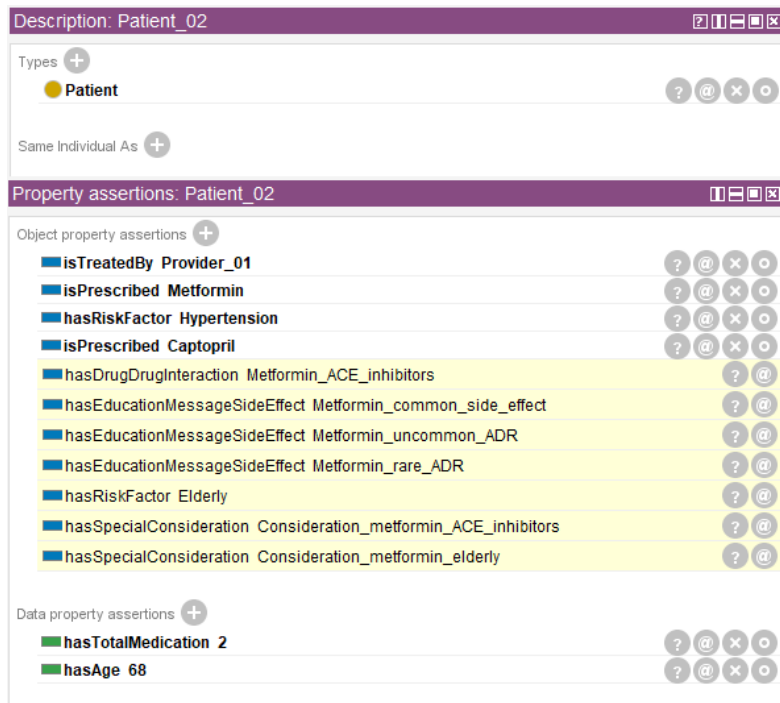 Description: Patient_02
Types
Patient
Same Individual As
Property assertions: Patient_02
Object property assertions
isTreatedBy Provider_01
isPrescribed Metformin
hasRiskFactor Hypertension
isPrescribed Captopril
hasDrugDrugInteraction Metformin_ACE_inhibitors
hasEducationMessageSideEffect Metformin_common_side_effect
hasEducationMessageSideEffect Metformin_uncommon_ADR
hasEducationMessageSideEffect Metformin_rare_ADR
hasRiskFactor Elderly
hasSpecialConsideration Consideration_metformin_ACE_inhibitors
hasSpecialConsideration Consideration_metformin_elderly
Data property assertions
hasTotalMedication 2
hasAge 68